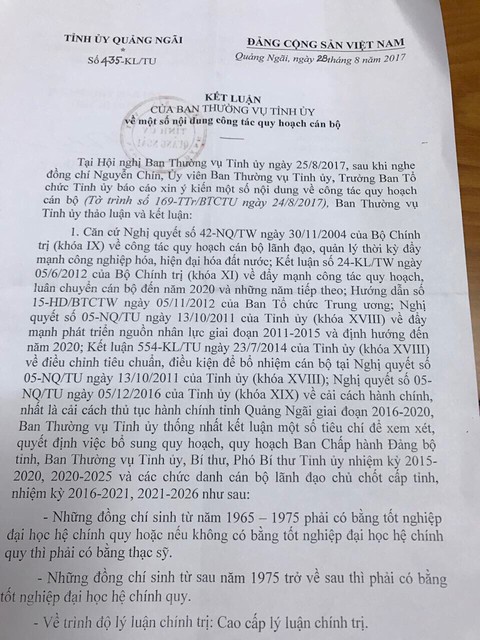 TỈNH ỦY QUẢNG NGÃI
ĐẢNG CỘNG SẢN VIỆT NAM
*
Số 435-KL/TU
Quảng Ngãi, ngày 28 tháng 8 năm 2017
KẾT LUẬN
CỦA BAN THƯỜNG VỤ TỈNH ỦY
về một số nội dung công tác quy hoạch cán bộ
Tại Hội nghị Ban Thường vụ Tỉnh ủy ngày 25/8/2017, sau khi nghe
đồng chí Nguyễn Chín, Ủy viên Ban Thường vụ Tỉnh ủy, Trưởng Ban Tổ
chức Tỉnh ủy báo cáo xin ý kiến một số nội dung về công tác quy hoạch
cán bộ (Tờ trình số 169-TTr/BTCTU ngày 24/8/2017), Ban Thường vụ
Tỉnh ủy thảo luận và kết luận:
1. Căn cứ Nghị quyết số 42-NQ/TW ngày 30/11/2004 của Bộ Chính
trị (khóa IX) về công tác quy hoạch cán bộ lãnh đạo, quản lý thời kỳ đẩy
mạnh công nghiệp hóa, hiện đại hóa đất nước; Kết luận số 24-KL/TW ngày
05/6/2012 của Bộ Chính trị (khóa XI) về đẩy mạnh công tác quy hoạch,
luân chuyển cán bộ đến năm 2020 và những năm tiếp theo; Hướng dẫn số
15-HD/BTCTW ngày 05/11/2012 của Ban Tổ chức Trung ương; Nghị
quyết số 05-NQ/TU ngày 13/10/2011 của Tỉnh ủy (khóa XVIII) về đẩy
mạnh phát triển nguồn nhân lực giai đoạn 2011-2015 và định hướng đến
năm 2020; Kết luận 554-KL/TU ngày 23/7/2014 của Tỉnh ủy (khóa XVIII)
về điều chỉnh tiêu chuẩn, điều kiện để bổ nhiệm cán bộ tại Nghị quyết số
05-NQ/TU ngày 13/10/2011 của Tỉnh ủy (khóa XVIII); Nghị quyết số 05-
NQ/TU ngày 05/12/2016 của Tỉnh ủy (khóa XIX) về cải cách hành chính,
nhất là cải cách thủ tục hành chính tỉnh Quảng Ngãi giai đoạn 2016-2020,
Ban Thường vụ Tỉnh ủy thống nhất kết luận một số tiêu chí để xem xét,
quyết định việc bổ sung quy hoạch, quy hoạch Ban Chấp hành Đảng bộ
tỉnh, Ban Thường vụ Tỉnh ủy, Bí thư, Phó Bí thư Tỉnh ủy nhiệm kỳ 2015-
2020, 2020-2025 và các chức danh cán bộ lãnh đạo chủ chốt cấp tỉnh,
nhiệm kỳ 2016-2021, 2021-2026 như sau:
- Những đồng chí sinh từ năm 1965 – 1975 phải có bằng tốt nghiệp
đại học hệ chính quy hoặc nếu không có bằng tốt nghiệp đại học hệ chính
quy thì phải có bằng thạc sỹ.
- Những đồng chí sinh từ sau năm 1975 trở về sau thì phải có bằng
tốt nghiệp đại học hệ chính quy.
- Về trình độ lý luận chính trị: Cao cấp lý luận chính trị.